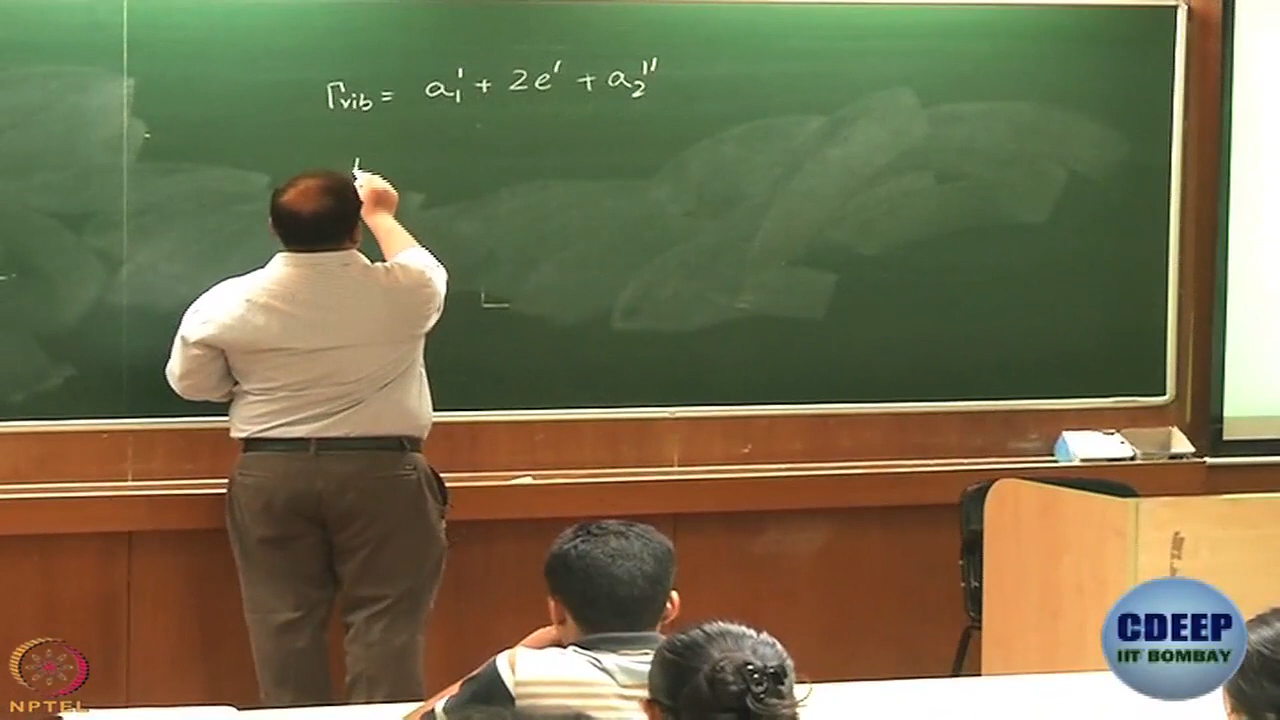 Γvib = a₁′ + 2e′ + a₂″
CDEEP
IIT BOMBAY
NPTEL